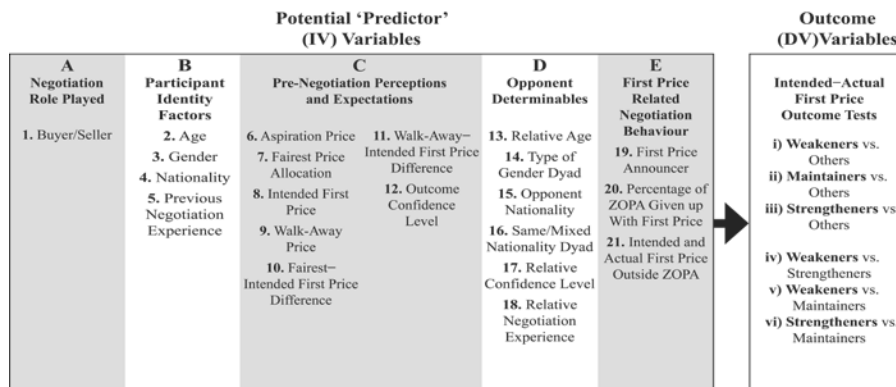 Potential ‘Predictor’
(IV) Variables
A
Negotiation
Role Played
1. Buyer/Seller
B
Participant
Identity
Factors
2. Age
3. Gender
4. Nationality
5. Previous
Negotiation
Experience
C
Pre-Negotiation Perceptions
and Expectations
6. Aspiration Price
7. Fairest Price
Allocation
8. Intended First
Price
9. Walk-Away
Price
10. Fairest–
Intended First Price
Difference
11. Walk-Away–
Intended First Price
Difference
12. Outcome
Confidence
Level
D
Opponent
Determinables
13. Relative Age
14. Type of
Gender Dyad
15. Opponent
Nationality
16. Same/Mixed
Nationality Dyad
17. Relative
Confidence Level
18. Relative
Negotiation
Experience
E
First Price
Related
Negotiation
Behaviour
19. First Price
Announcer
20. Percentage of
ZOPA Given up
With First Price
21. Intended and
Actual First Price
Outside ZOPA
Outcome
(DV)Variables
Intended–Actual
First Price
Outcome Tests
i) Weakeners vs.
Others
ii) Maintainers vs.
Others
iii) Strengtheners vs.
Others
iv) Weakeners vs.
Strengtheners
v) Weakeners vs.
Maintainers
vi) Strengtheners vs.
Maintainers